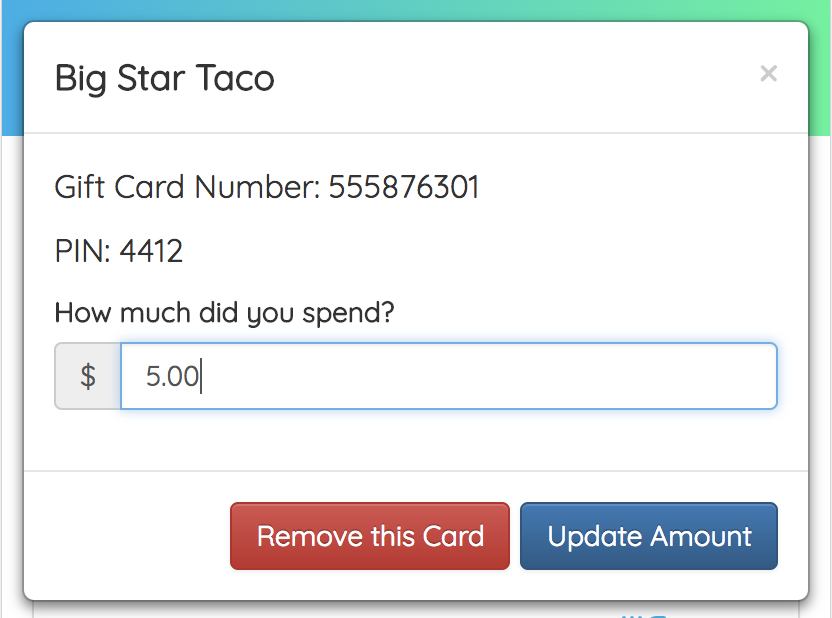 Big Star Taco
×
Gift Card Number: 555876301
PIN: 4412
How much did you spend?
$ 5.00
Remove this Card Update Amount